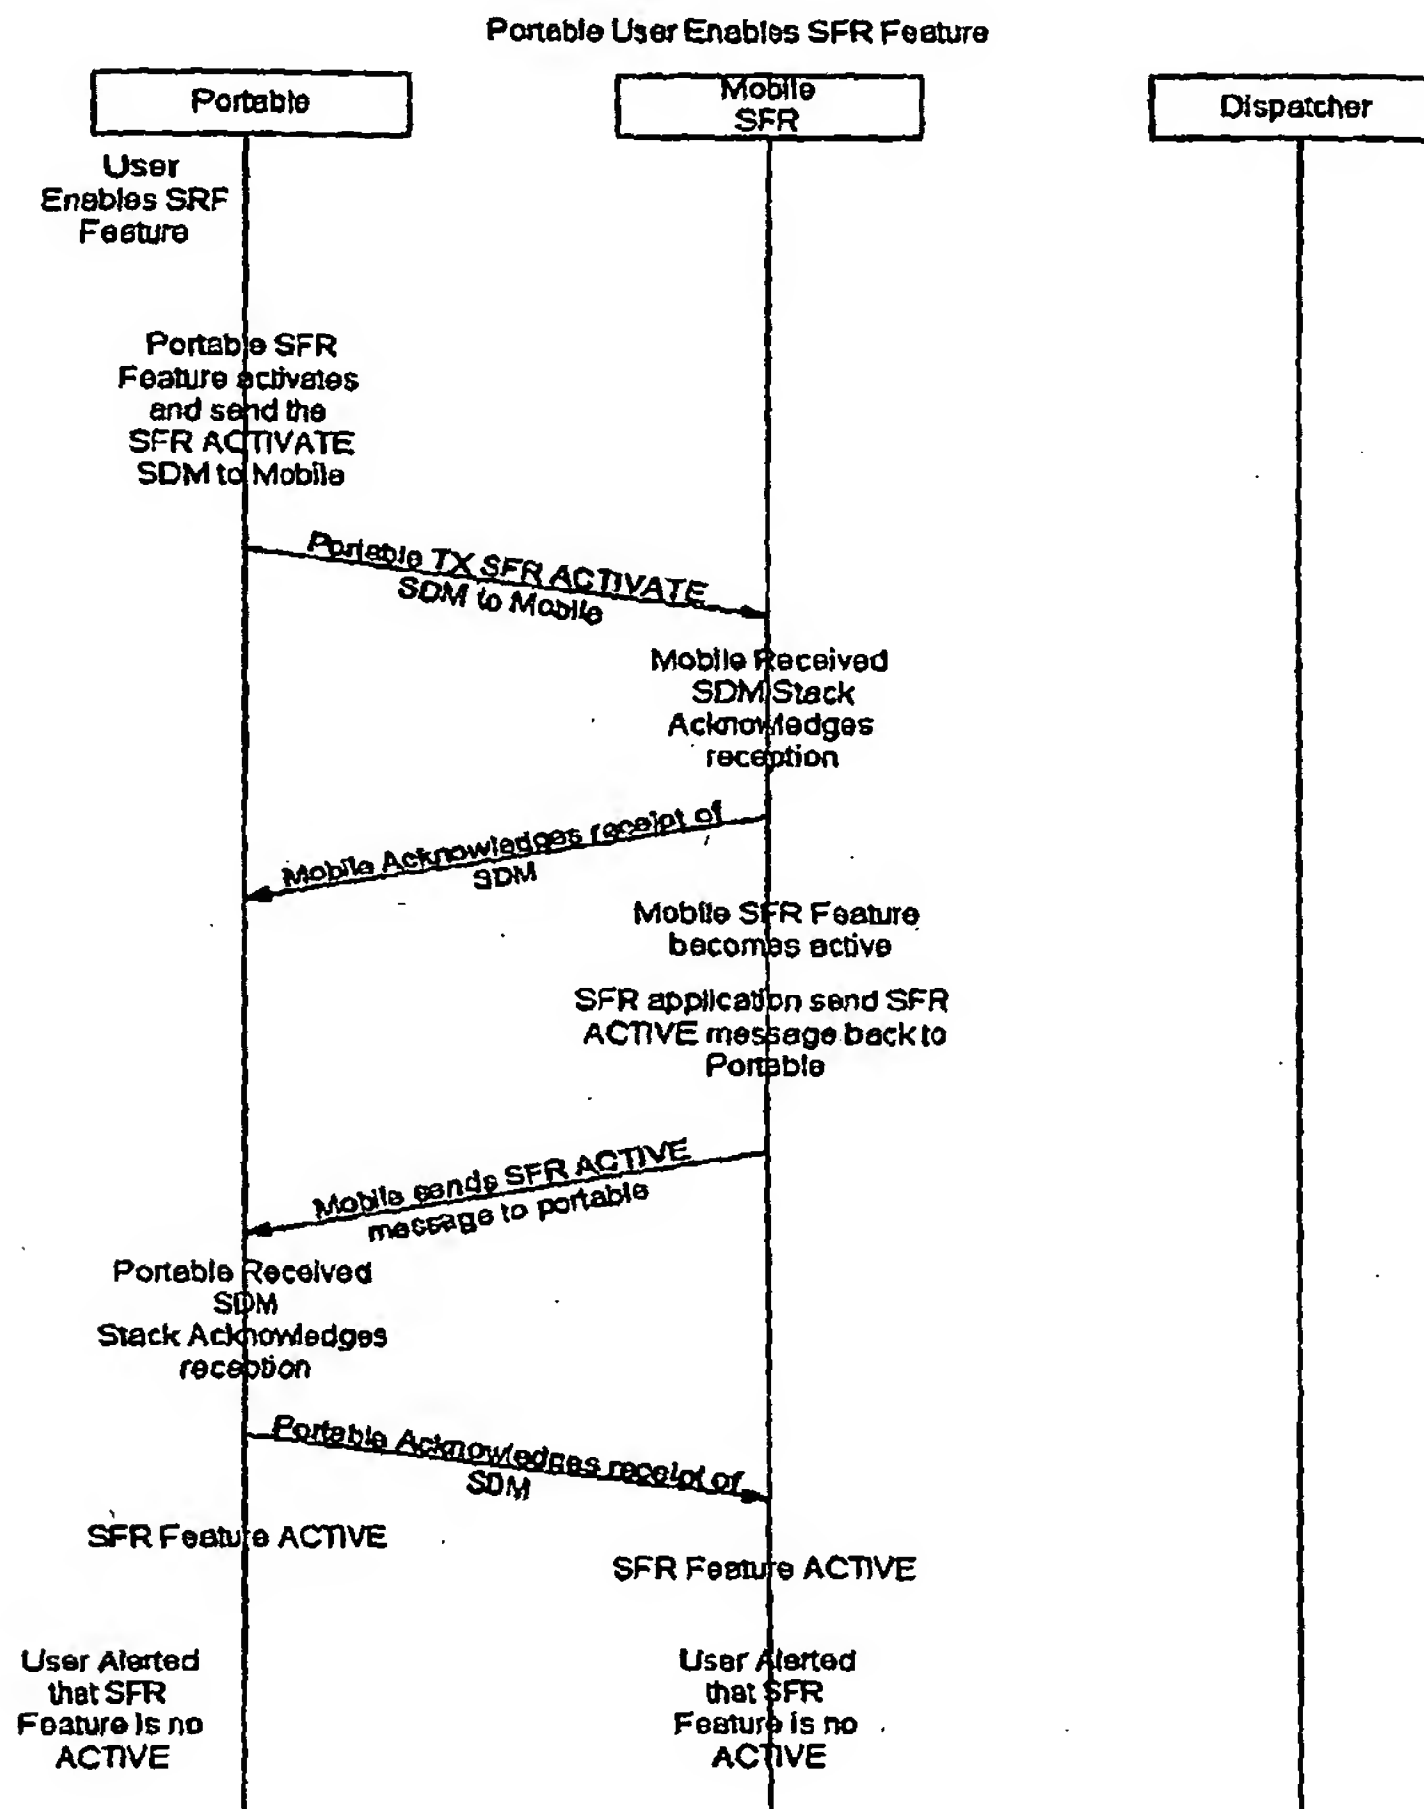 Portable User Enables SFR Feature
Portable
Mobile
SFR
Dispatcher
User
Enables SRF
Feature
Portable SFR
Feature activates
and send the
SFR ACTIVATE
SDM to Mobile
Portable TX SFR ACTIVATE
SDM to Mobile
Mobile Received
SDM Stack
Acknowledges
reception
Mobile Acknowledges receipt of
SDM
Mobile SFR Feature
becomes active
SFR application send SFR
ACTIVE message back to
Portable
Mobile sends SFR ACTIVE
message to portable
Portable Received
SDM
Stack Acknowledges
reception
Portable Acknowledges receipt of
SDM
SFR Feature ACTIVE
SFR Feature ACTIVE
User Alerted
that SFR
Feature is no
ACTIVE
User Alerted
that SFR
Feature is no
ACTIVE